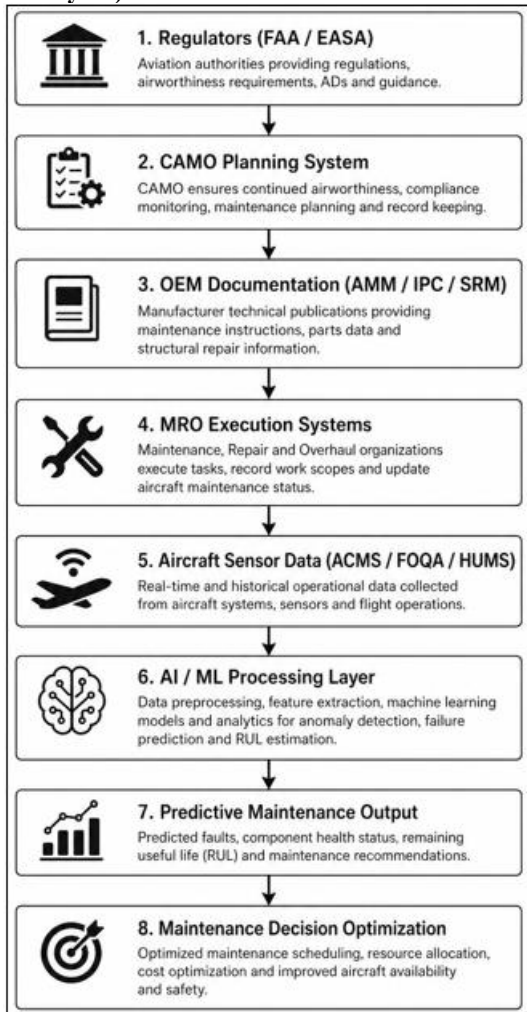 1. Regulators (FAA / EASA)
Aviation authorities providing regulations,
airworthiness requirements, ADs and guidance.
2. CAMO Planning System
CAMO ensures continued airworthiness, compliance
monitoring, maintenance planning and record keeping.
3. OEM Documentation (AMM / IPC / SRM)
Manufacturer technical publications providing
maintenance instructions, parts data and
structural repair information.
4. MRO Execution Systems
Maintenance, Repair and Overhaul organizations
execute tasks, record work scopes and update
aircraft maintenance status.
5. Aircraft Sensor Data (ACMS / FOQA / HUMS)
Real-time and historical operational data collected
from aircraft systems, sensors and flight operations.
6. AI / ML Processing Layer
Data preprocessing, feature extraction, machine learning
models and analytics for anomaly detection, failure
prediction and RUL estimation.
7. Predictive Maintenance Output
Predicted faults, component health status, remaining
useful life (RUL) and maintenance recommendations.
8. Maintenance Decision Optimization
Optimized maintenance scheduling, resource allocation,
cost optimization and improved aircraft availability
and safety.